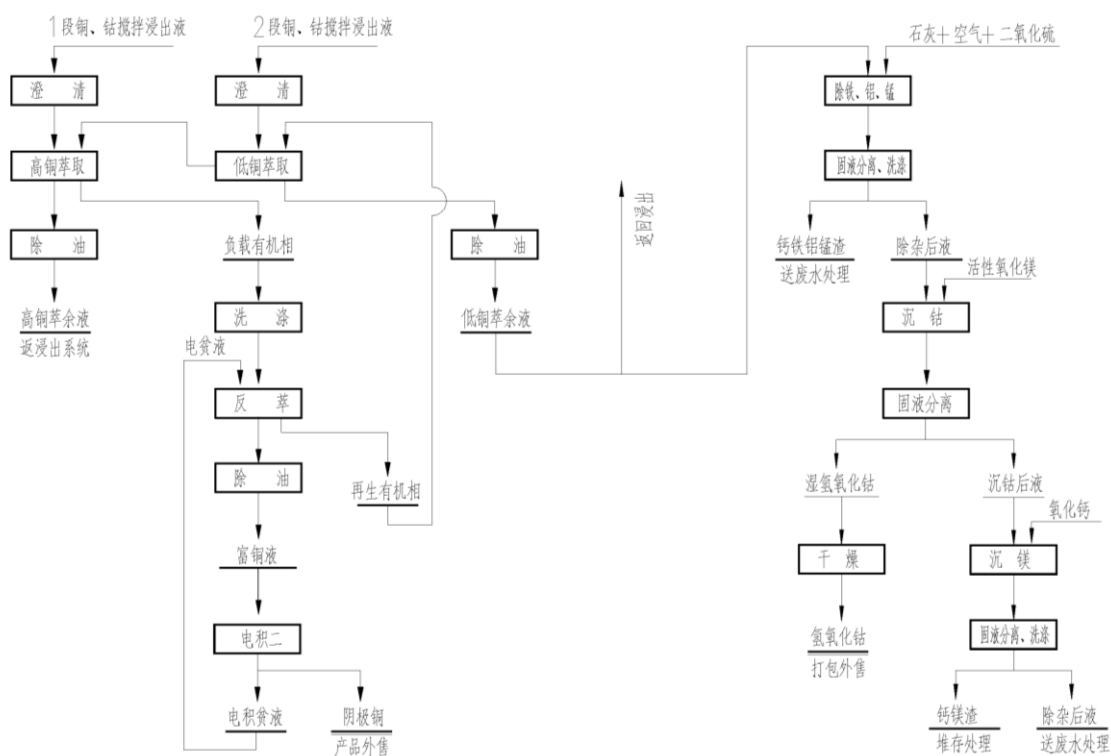 1段铜、钴搅拌浸出液
2段铜、钴搅拌浸出液
石灰+空气+二氧化硫
澄 清
澄 清
除铁、铝、锰
高铜萃取
低铜萃取
固液分离、洗涤
返回浸出
除 油
负载有机相
除 油
钙铁铝锰渣
送废水处理
除杂后液
活性氧化镁
高铜萃余液
返浸出系统
洗 涤
低铜萃余液
沉 钴
电贫液
反 萃
固液分离
除 油
再生有机相
湿氢氧化钴
沉钴后液
氧化钙
富铜液
干 燥
沉 镁
电积二
氢氧化钴
打包外售
固液分离、洗涤
电积贫液
阴极铜
产品外售
钙镁渣
堆存处理
除杂后液
送废水处理